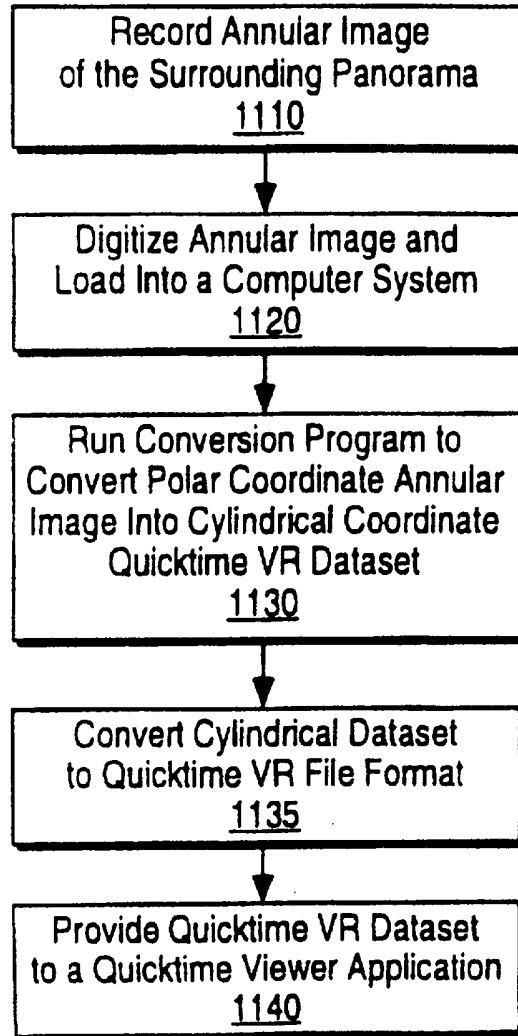 Record Annular Image
of the Surrounding Panorama
1110
Digitize Annular Image and
Load Into a Computer System
1120
Run Conversion Program to
Convert Polar Coordinate Annular
Image Into Cylindrical Coordinate
Quicktime VR Dataset
1130
Convert Cylindrical Dataset
to Quicktime VR File Format
1135
Provide Quicktime VR Dataset
to a Quicktime Viewer Application
1140